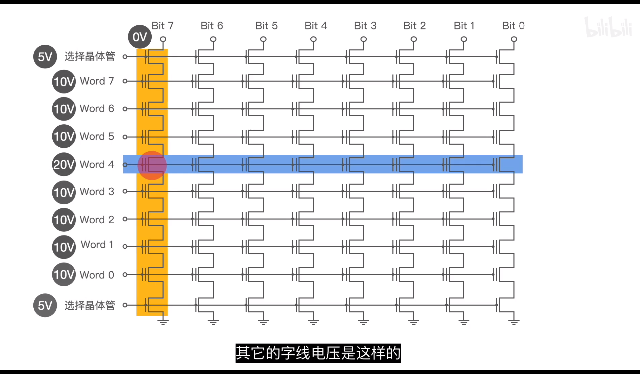 bilibili
Bit 7 Bit 6 Bit 5 Bit 4 Bit 3 Bit 2 Bit 1 Bit 0
0V
5V 选择晶体管
10V Word 7
10V Word 6
10V Word 5
20V Word 4
10V Word 3
10V Word 2
10V Word 1
10V Word 0
5V 选择晶体管
其它的字线电压是这样的